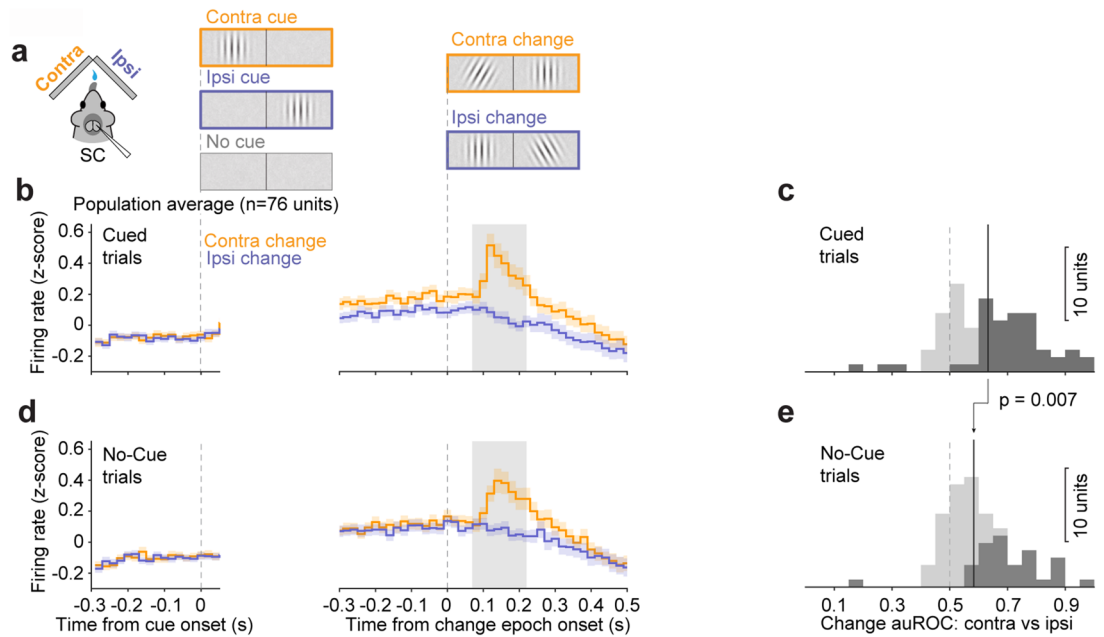 a
Contra
Ipsi
SC
Contra cue
Ipsi cue
No cue
Contra change
Ipsi change
b
Population average (n=76 units)
Firing rate (z-score)
0.6
0.4
0.2
0
-0.2
Cued
trials
Contra change
Ipsi change
c
Cued
trials
10 units
p = 0.007
d
Firing rate (z-score)
0.6
0.4
0.2
0
-0.2
No-Cue
trials
-0.3 -0.2 -0.1 0
Time from cue onset (s)
-0.3 -0.2 -0.1 0 0.1 0.2 0.3 0.4 0.5
Time from change epoch onset (s)
e
No-Cue
trials
10 units
0.1 0.3 0.5 0.7 0.9
Change auROC: contra vs ipsi